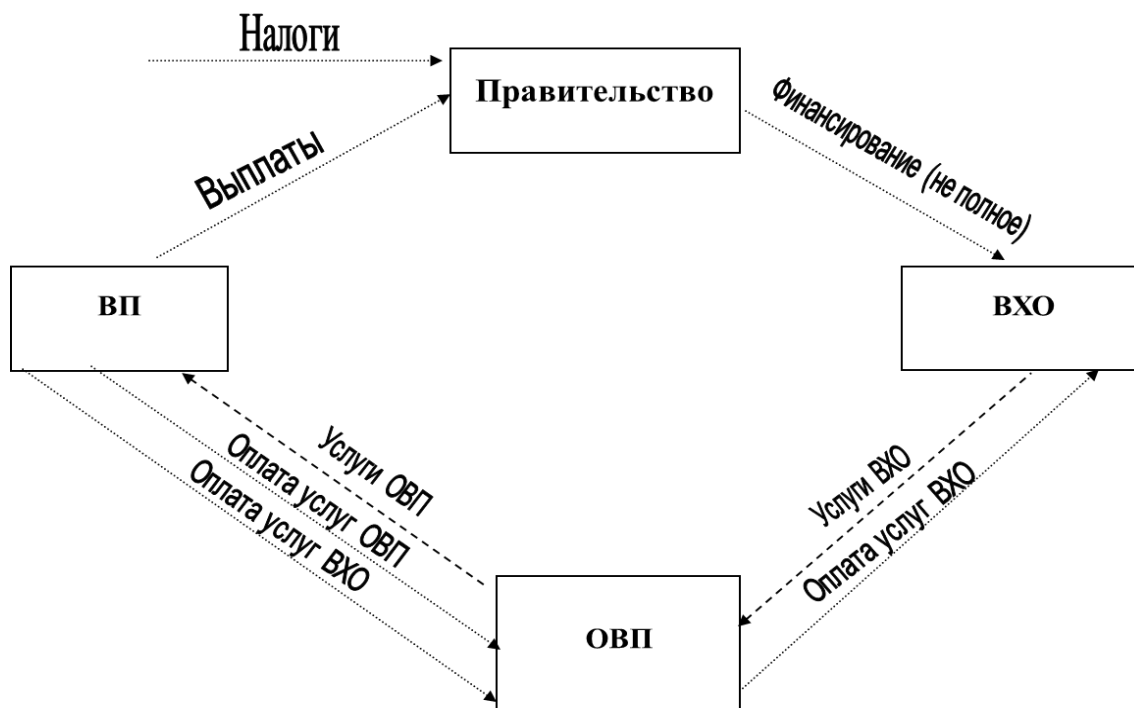 Налоги
Правительство
Финансирование (не полное)
Выплаты
ВП
ВХО
Услуги ОВП
Оплата услуг ОВП
Оплата услуг ВХО
Услуги ВХО
Оплата услуг ВХО
ОВП